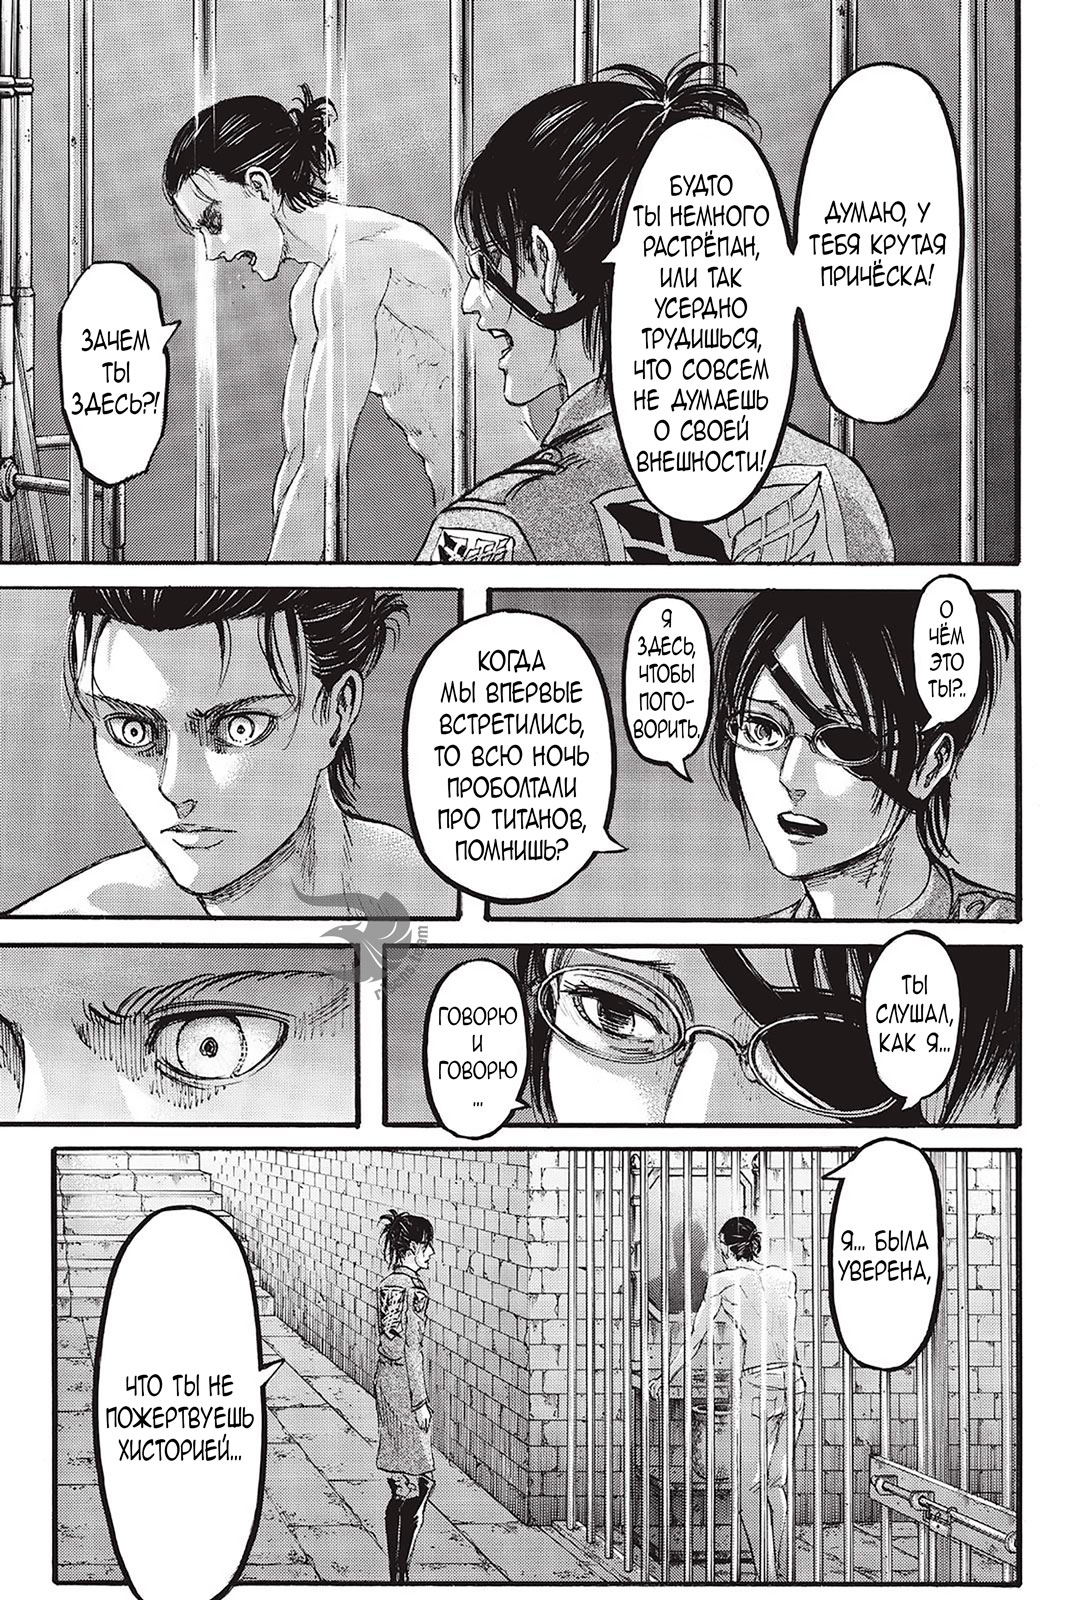 ДУМАЮ, У
ТЕБЯ КРУТАЯ
ПРИЧЁСКА!
БУДТО
ТЫ НЕМНОГО
РАСТРЁПАН,
ИЛИ ТАК
УСЕРДНО
ТРУДИШЬСЯ,
ЧТО СОВСЕМ
НЕ ДУМАЕШЬ
О СВОЕЙ
ВНЕШНОСТИ!
ЗАЧЕМ
ТЫ
ЗДЕСЬ?!
О
ЧЁМ
ЭТО
ТЫ?..
Я
ЗДЕСЬ,
ЧТОБЫ
ПОГО-
ВОРИТЬ.
КОГДА
МЫ ВПЕРВЫЕ
ВСТРЕТИЛИСЬ,
ТО ВСЮ НОЧЬ
ПРОБОЛТАЛИ
ПРО ТИТАНОВ,
ПОМНИШЬ?
ТЫ
СЛУШАЛ,
КАК Я...
ГОВОРЮ
И
ГОВОРЮ
...
Я... БЫЛА
УВЕРЕНА,
ЧТО ТЫ НЕ
ПОЖЕРТВУЕШЬ
ХИСТОРИЕЙ...